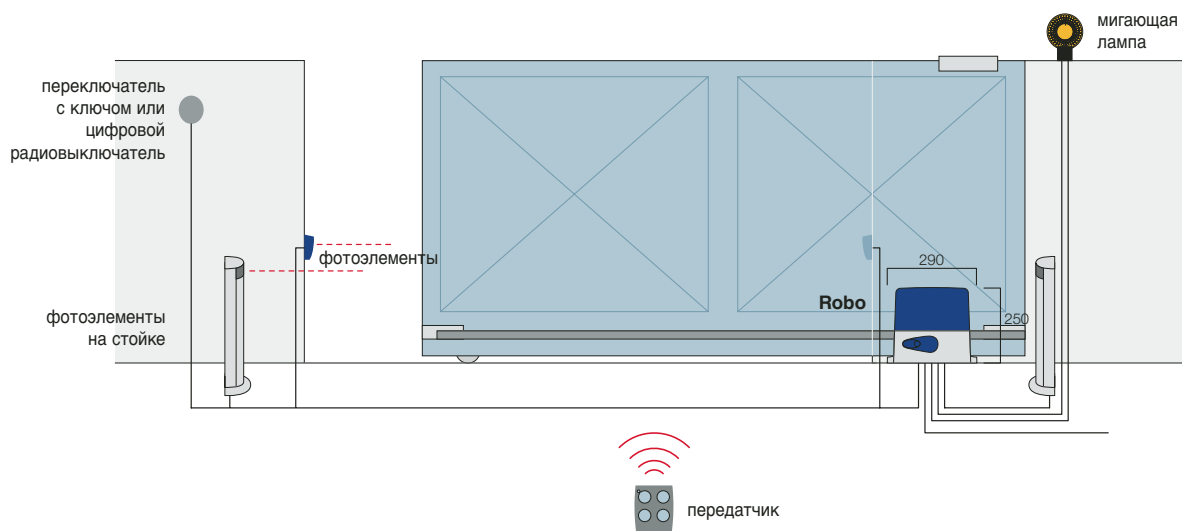 мигающая
лампа
переключатель
с ключом или
цифровой
радиовыключатель
фотоэлементы
290
Robo
250
фотоэлементы
на стойке
передатчик